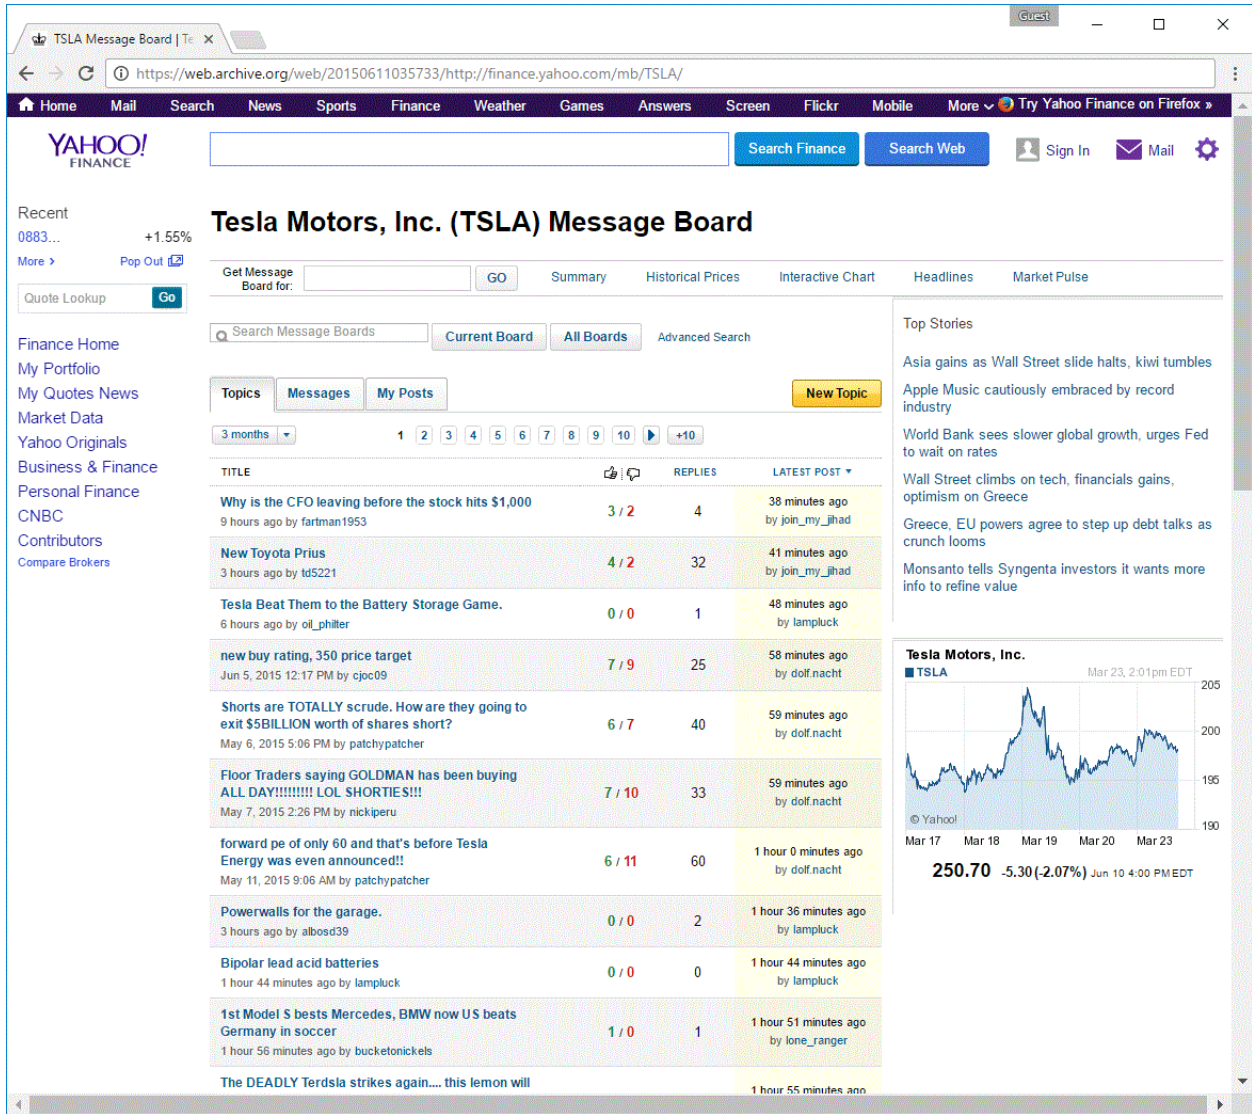 Guest
TSLA Message Board | Te
https://web.archive.org/web/20150611035733/http://finance.yahoo.com/mb/TSLA/
Home Mail Search News Sports Finance Weather Games Answers Screen Flickr Mobile More Try Yahoo Finance on Firefox »
YAHOO!
FINANCE
Search Finance
Search Web
Sign In
Mail
Recent
0883... +1.55%
More > Pop Out
Quote Lookup Go
Finance Home
My Portfolio
My Quotes News
Market Data
Yahoo Originals
Business & Finance
Personal Finance
CNBC
Contributors
Compare Brokers
Tesla Motors, Inc. (TSLA) Message Board
Get Message
Board for:
GO
Summary Historical Prices Interactive Chart Headlines Market Pulse
Search Message Boards
Current Board All Boards Advanced Search
Topics Messages My Posts New Topic
3 months 1 2 3 4 5 6 7 8 9 10 +10
TITLE REPLIES LATEST POST
Why is the CFO leaving before the stock hits $1,000
9 hours ago by fartman1953
3 / 2 4
38 minutes ago
by join_my_jihad
New Toyota Prius
3 hours ago by td5221
4 / 2 32
41 minutes ago
by join_my_jihad
Tesla Beat Them to the Battery Storage Game.
6 hours ago by oil_philter
0 / 0 1
48 minutes ago
by lampluck
new buy rating, 350 price target
Jun 5, 2015 12:17 PM by cjoc09
7 / 9 25
58 minutes ago
by dolf.nacht
Shorts are TOTALLY scrude. How are they going to
exit $5BILLION worth of shares short?
May 6, 2015 5:06 PM by patchypatcher
6 / 7 40
59 minutes ago
by dolf.nacht
Floor Traders saying GOLDMAN has been buying
ALL DAY!!!!!!!!! LOL SHORTIES!!!
May 7, 2015 2:26 PM by nickiperu
7 / 10 33
59 minutes ago
by dolf.nacht
forward pe of only 60 and that's before Tesla
Energy was even announced!!
May 11, 2015 9:06 AM by patchypatcher
6 / 11 60
1 hour 0 minutes ago
by dolf.nacht
Powerwalls for the garage.
3 hours ago by albosd39
0 / 0 2
1 hour 36 minutes ago
by lampluck
Bipolar lead acid batteries
1 hour 44 minutes ago by lampluck
0 / 0 0
1 hour 44 minutes ago
by lampluck
1st Model S bests Mercedes, BMW now US beats
Germany in soccer
1 hour 56 minutes ago by bucketonickels
1 / 0 1
1 hour 51 minutes ago
by lone_ranger
The DEADLY Terdsla strikes again.... this lemon will
1 hour 55 minutes ago
Top Stories
Asia gains as Wall Street slide halts, kiwi tumbles
Apple Music cautiously embraced by record
industry
World Bank sees slower global growth, urges Fed
to wait on rates
Wall Street climbs on tech, financials gains,
optimism on Greece
Greece, EU powers agree to step up debt talks as
crunch looms
Monsanto tells Syngenta investors it wants more
info to refine value
Tesla Motors, Inc.
TSLA Mar 23, 2:01pm EDT
205
200
195
190
© Yahoo!
Mar 17 Mar 18 Mar 19 Mar 20 Mar 23
250.70 -5.30 (-2.07%) Jun 10 4:00 PM EDT